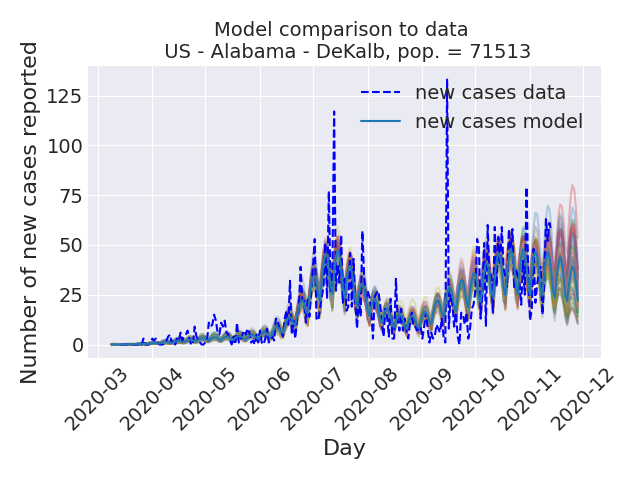 Model comparison to data
US - Alabama - DeKalb, pop. = 71513
new cases data
new cases model
Number of new cases reported
125
100
75
50
25
0
2020-03
2020-04
2020-05
2020-06
2020-07
2020-08
2020-09
2020-10
2020-11
2020-12
Day